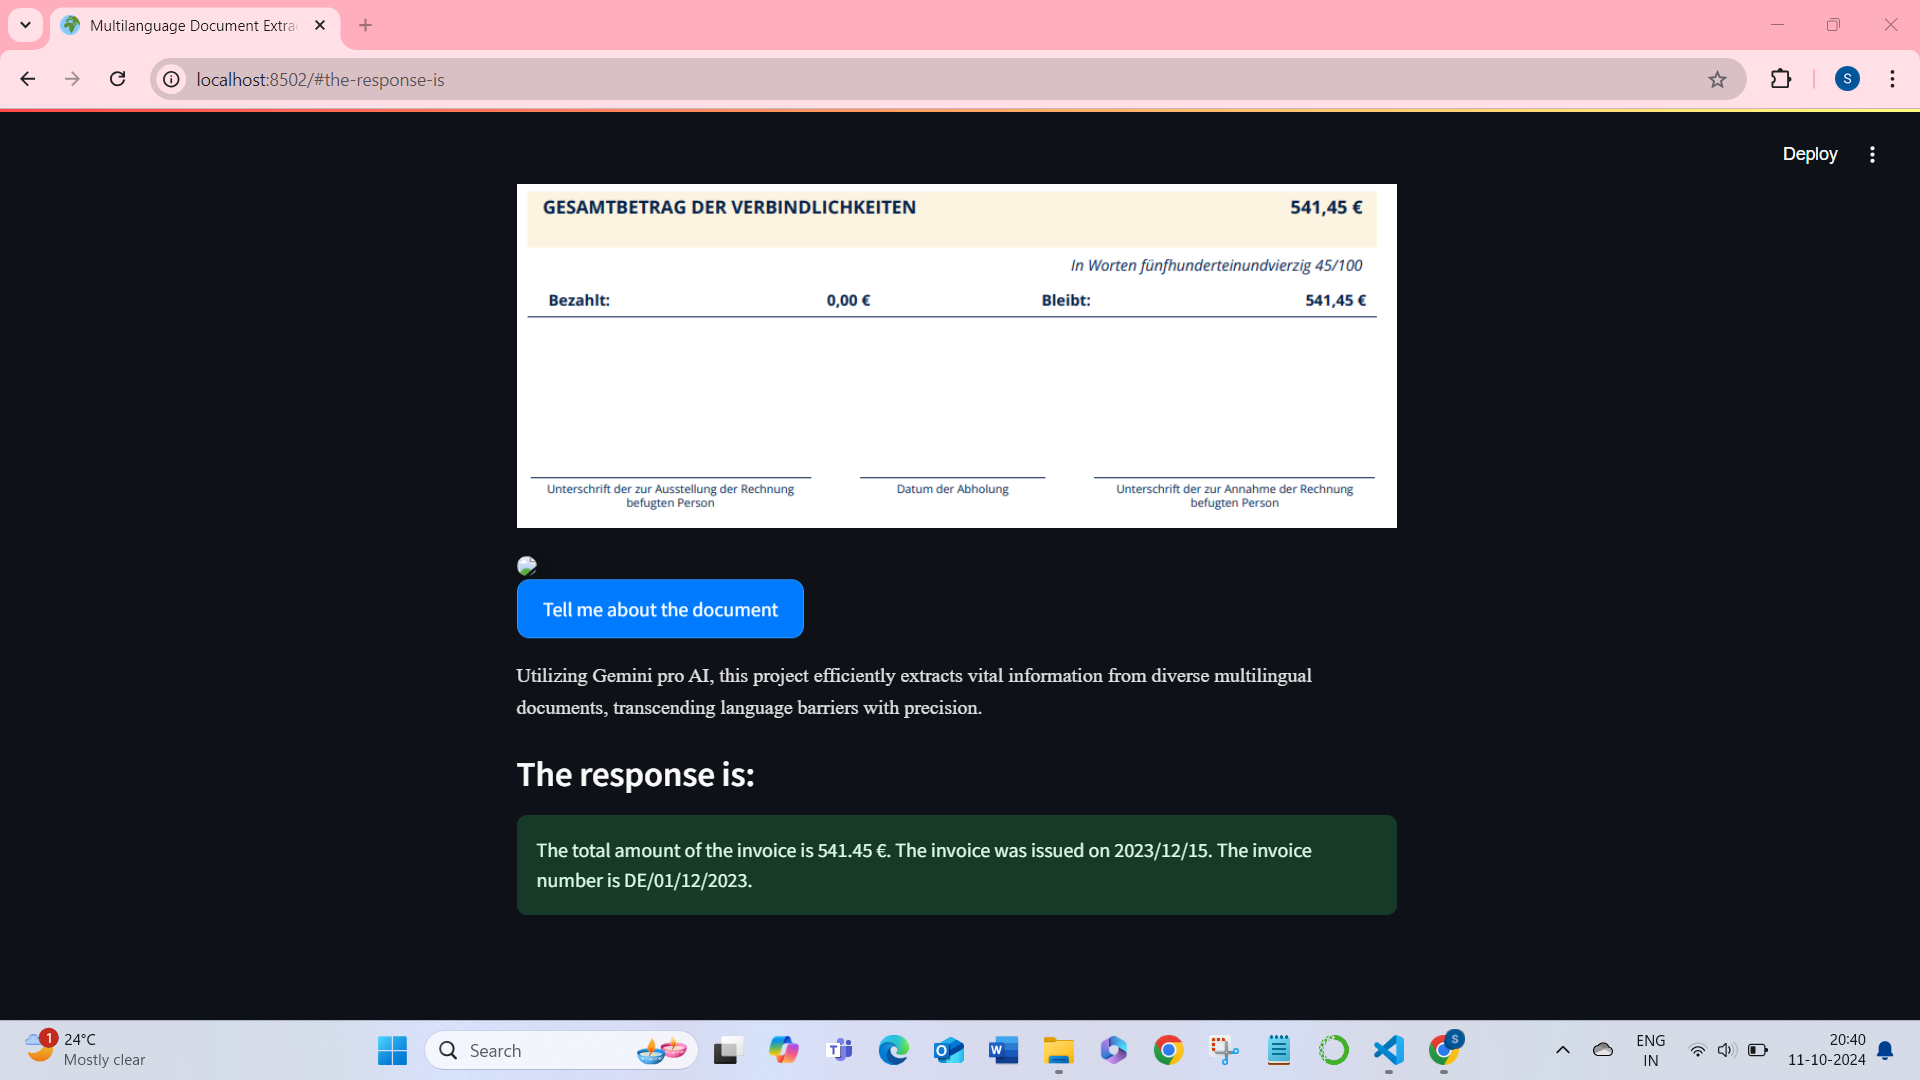 Multilanguage Document Extra
localhost:8502/#the-response-is
S
Deploy
GESAMTBETRAG DER VERBINDLICHKEITEN 541,45 €
In Worten fünfhunderteinundvierzig 45/100
Bezahlt: 0,00 € Bleibt: 541,45 €
Unterschrift der zur Ausstellung der Rechnung befugten Person
Datum der Abholung
Unterschrift der zur Annahme der Rechnung befugten Person
Tell me about the document
Utilizing Gemini pro AI, this project efficiently extracts vital information from diverse multilingual
documents, transcending language barriers with precision.
The response is:
The total amount of the invoice is 541.45 €. The invoice was issued on 2023/12/15. The invoice
number is DE/01/12/2023.
1
24°C
Mostly clear
Search
S
ENG
IN
20:40
11-10-2024